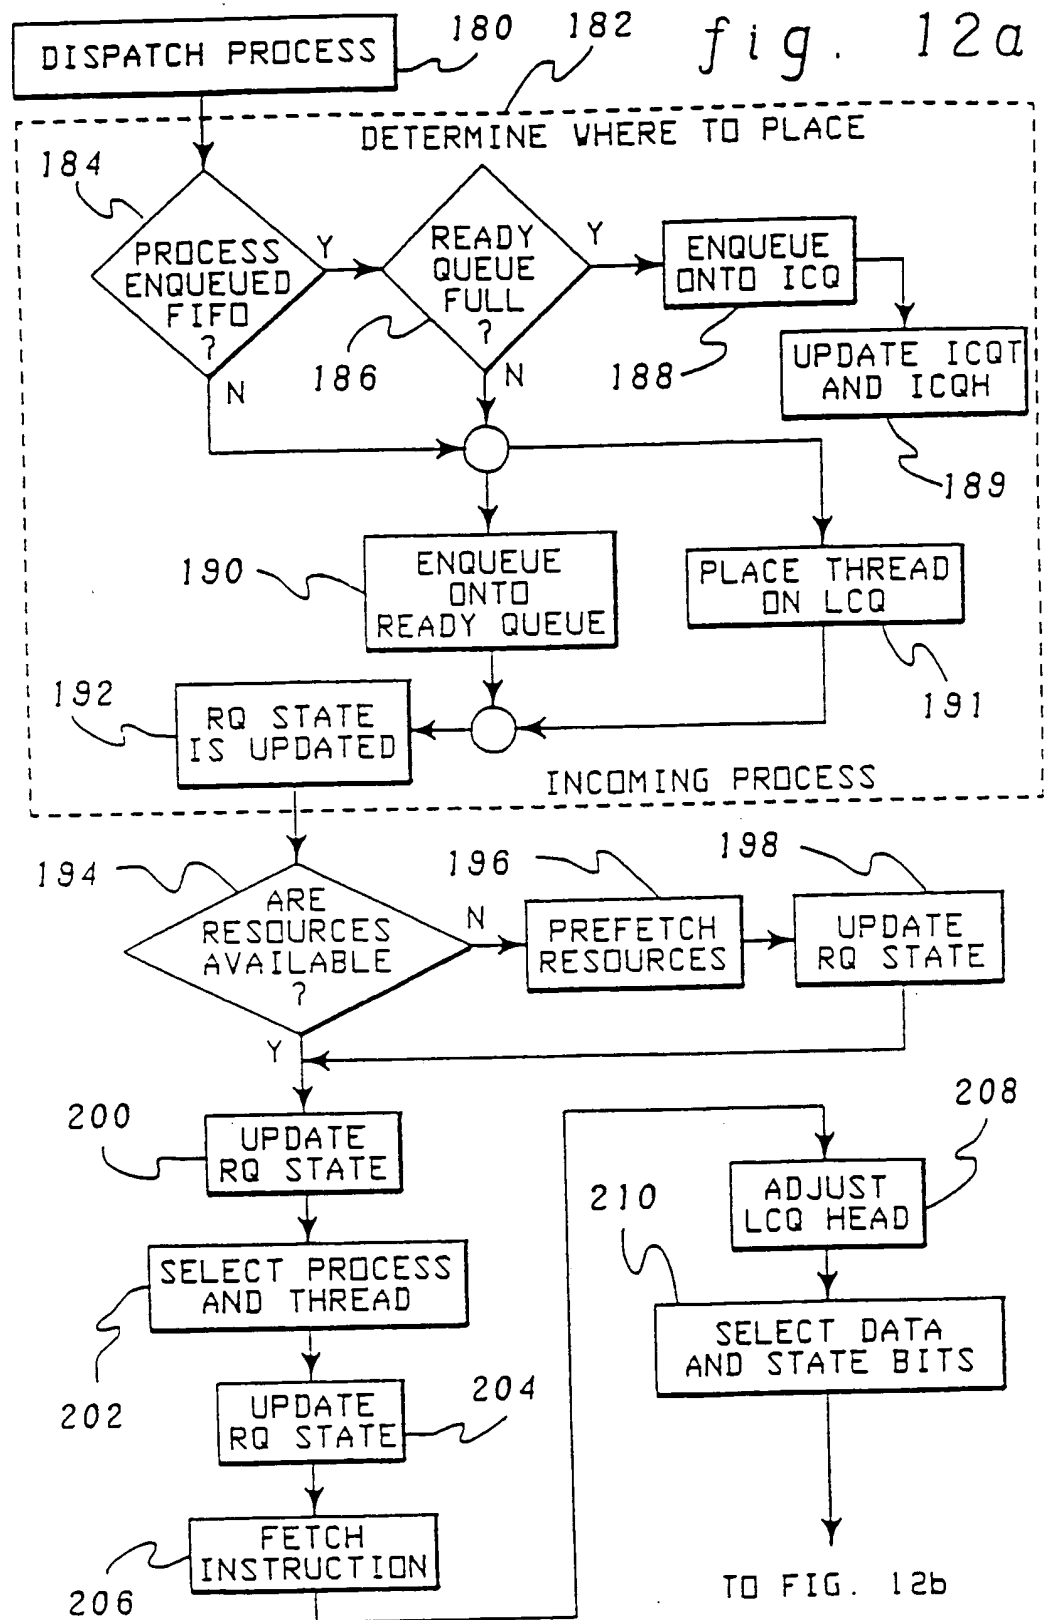 fig. 12a
DISPATCH PROCESS
180
182
DETERMINE WHERE TO PLACE
184
PROCESS
ENQUEUED
FIFO
?
Y
N
READY
QUEUE
FULL
?
186
Y
N
ENQUEUE
ONTO ICQ
188
UPDATE ICQT
AND ICQH
189
190
ENQUEUE
ONTO
READY QUEUE
PLACE THREAD
ON LCQ
191
192
RQ STATE
IS UPDATED
INCOMING PROCESS
194
ARE
RESOURCES
AVAILABLE
?
N
Y
196
PREFETCH
RESOURCES
198
UPDATE
RQ STATE
200
UPDATE
RQ STATE
SELECT PROCESS
AND THREAD
202
UPDATE
RQ STATE
204
FETCH
INSTRUCTION
206
208
ADJUST
LCQ HEAD
210
SELECT DATA
AND STATE BITS
TO FIG. 12b